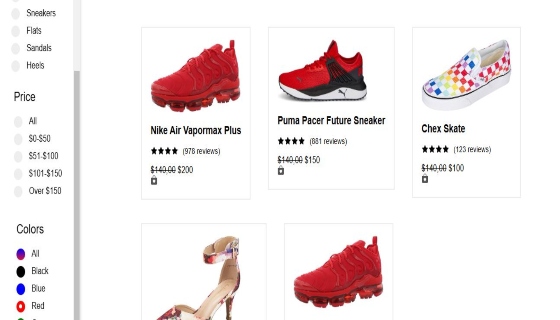 Sneakers
Flats
Sandals
Heels
Price
All
$0-$50
$51-$100
$101-$150
Over $150
Colors
All
Black
Blue
Red
Nike Air Vapormax Plus
(978 reviews)
$140,00 $200
Puma Pacer Future Sneaker
(881 reviews)
$140,00 $150
Chex Skate
(123 reviews)
$140,00 $100